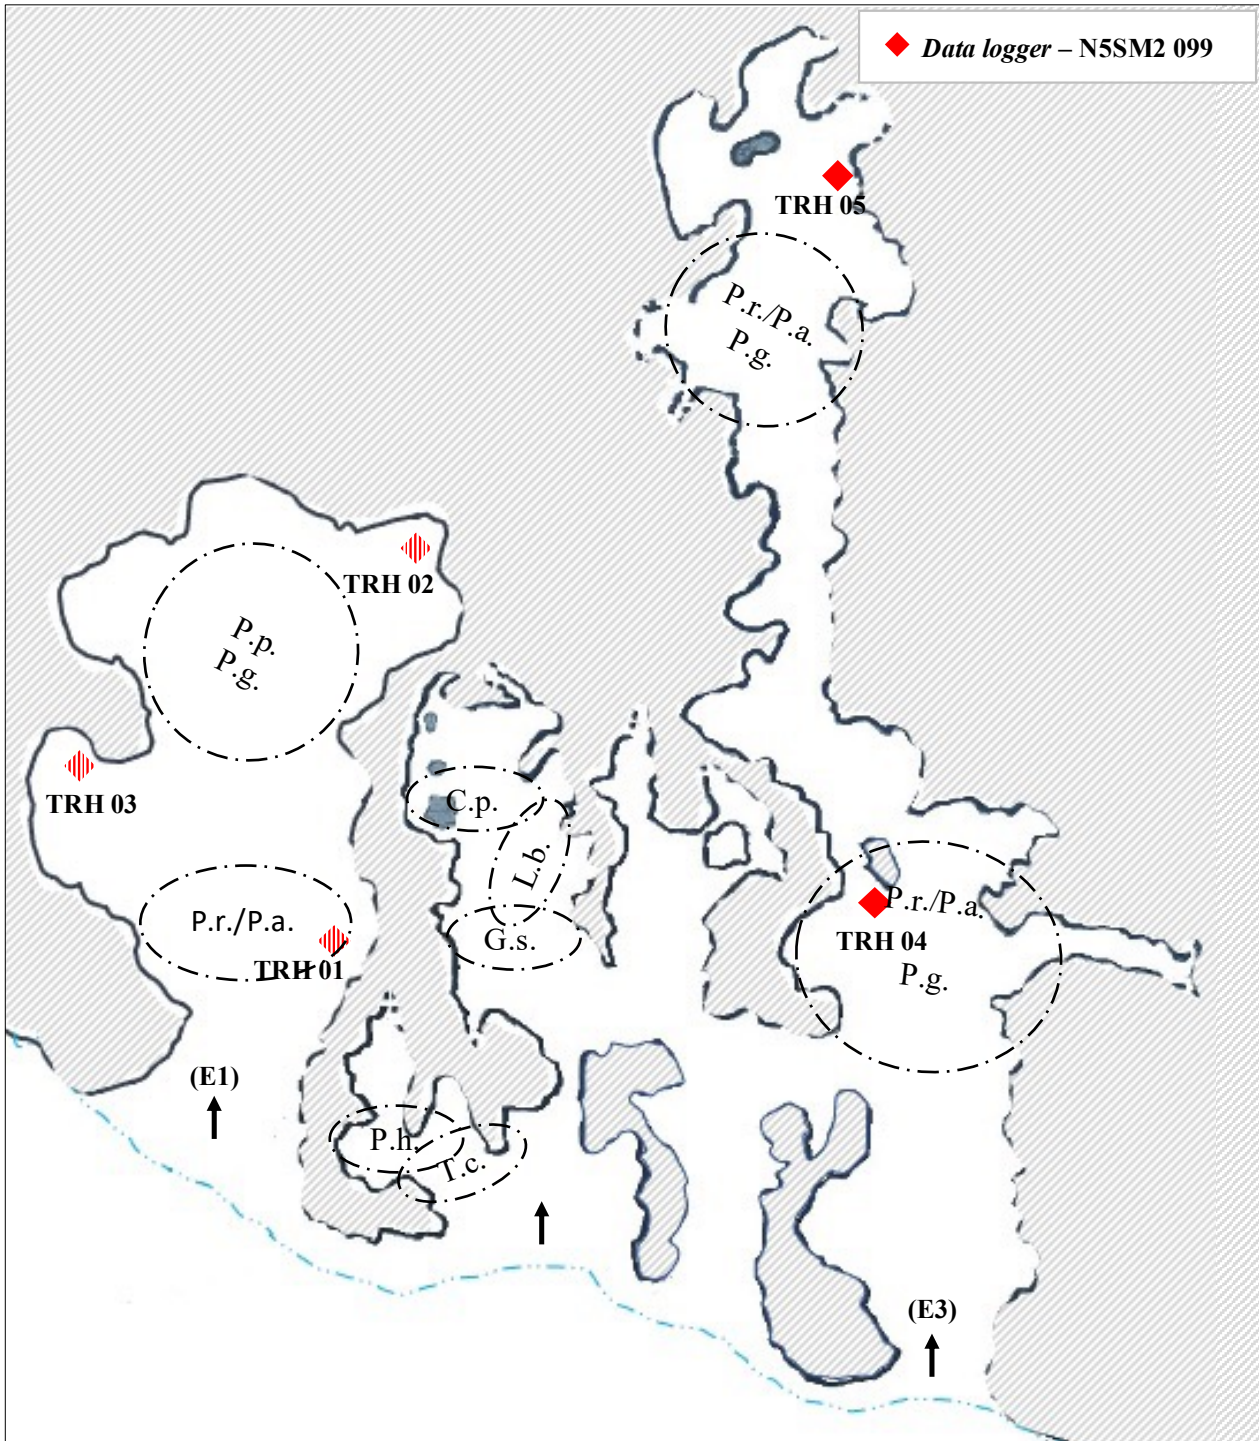 Data logger – N5SM2 099
TRH 05
P.r./P.a.
P.g.
TRH 02
P.p.
P.g.
TRH 03
C.p.
L.b.
P.r./P.a.
TRH 01
G.s.
P.r./P.a.
TRH 04
P.g.
(E1)
P.h.
T.c.
(E3)